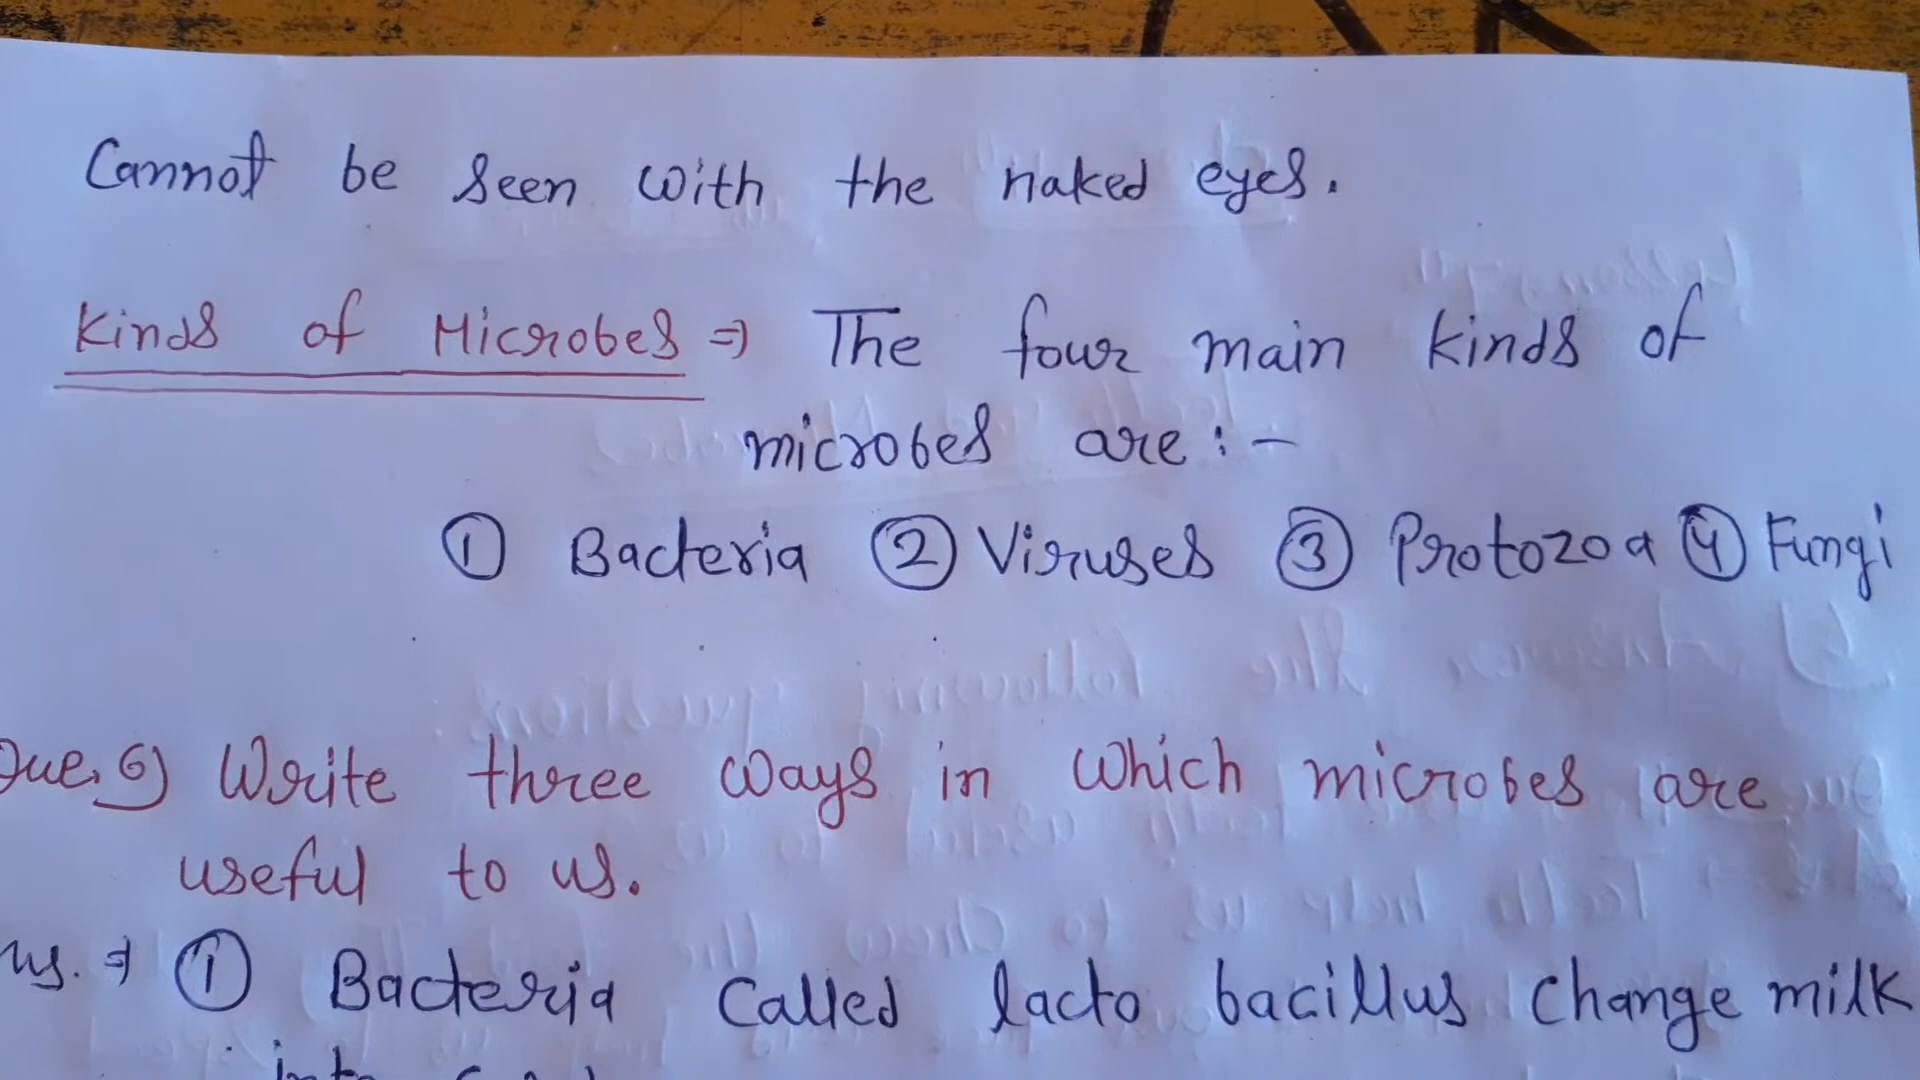 Cannot be seen with the naked eyes.
Kinds of Microbes ⇒ The four main kinds of
microbes are :-
① Bacteria ② Viruses ③ Protozoa ④ Fungi
Que. 6) Write three ways in which microbes are
useful to us.
⇒ ① Bacteria called lacto bacillus change milk
into